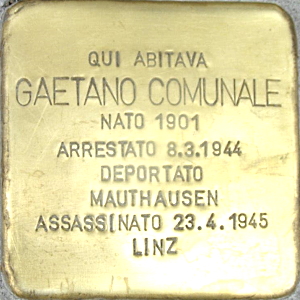 QUI ABITAVA
GAETANO COMUNALE
NATO 1901
ARRESTATO 8.3.1944
DEPORTATO
MAUTHAUSEN
ASSASSINATO 23.4.1945
LINZ